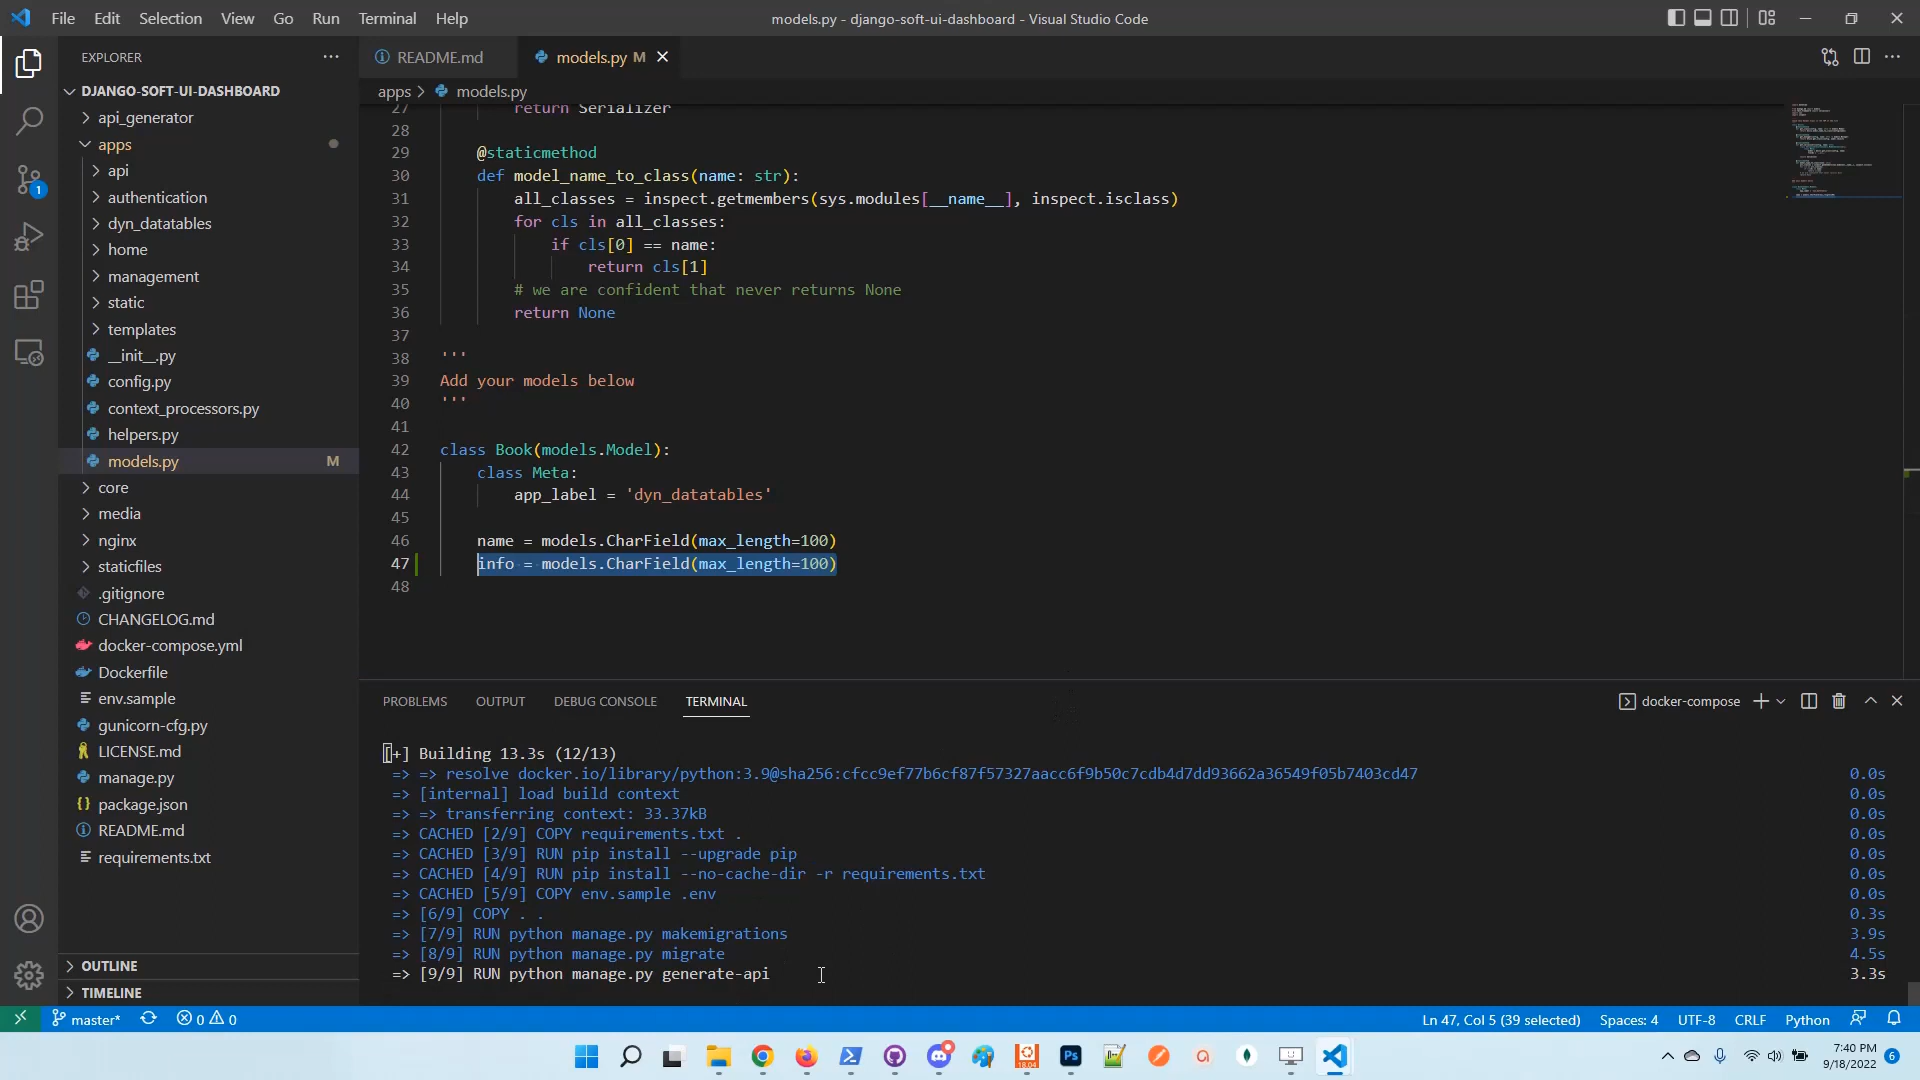 File Edit Selection View Go Run Terminal Help
models.py - django-soft-ui-dashboard - Visual Studio Code
EXPLORER
DJANGO-SOFT-UI-DASHBOARD
api_generator
apps
api
authentication
dyn_datatables
home
management
static
templates
__init__.py
config.py
context_processors.py
helpers.py
models.py M
core
media
nginx
staticfiles
.gitignore
CHANGELOG.md
docker-compose.yml
Dockerfile
env.sample
gunicorn-cfg.py
LICENSE.md
manage.py
package.json
README.md
requirements.txt
OUTLINE
TIMELINE
README.md
models.py M
apps > models.py
27 return Serializer
28
29 @staticmethod
30 def model_name_to_class(name: str):
31 all_classes = inspect.getmembers(sys.modules[__name__], inspect.isclass)
32 for cls in all_classes:
33 if cls[0] == name:
34 return cls[1]
35 # we are confident that never returns None
36 return None
37
38 '''
39 Add your models below
40 '''
41
42 class Book(models.Model):
43 class Meta:
44 app_label = 'dyn_datatables'
45
46 name = models.CharField(max_length=100)
47 info = models.CharField(max_length=100)
48
PROBLEMS OUTPUT DEBUG CONSOLE TERMINAL
docker-compose
[+] Building 13.3s (12/13)
=> => resolve docker.io/library/python:3.9@sha256:cfcc9ef77b6cf87f57327aacc6f9b50c7cdb4d7dd93662a36549f05b7403cd47 0.0s
=> [internal] load build context 0.0s
=> => transferring context: 33.37kB 0.0s
=> CACHED [2/9] COPY requirements.txt . 0.0s
=> CACHED [3/9] RUN pip install --upgrade pip 0.0s
=> CACHED [4/9] RUN pip install --no-cache-dir -r requirements.txt 0.0s
=> CACHED [5/9] COPY env.sample .env 0.0s
=> [6/9] COPY . . 0.3s
=> [7/9] RUN python manage.py makemigrations 3.9s
=> [8/9] RUN python manage.py migrate 4.5s
=> [9/9] RUN python manage.py generate-api 3.3s
master* 0 0
Ln 47, Col 5 (39 selected) Spaces: 4 UTF-8 CRLF Python
1
Ps
18.04
7:40 PM
9/18/2022
6